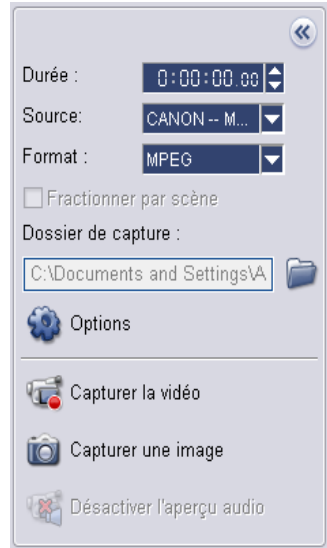 Durée : 0:00:00.00
Source: CANON -- M...
Format : MPEG
Fractionner par scène
Dossier de capture :
C:\Documents and Settings\A
Options
Capturer la vidéo
Capturer une image
Désactiver l'aperçu audio